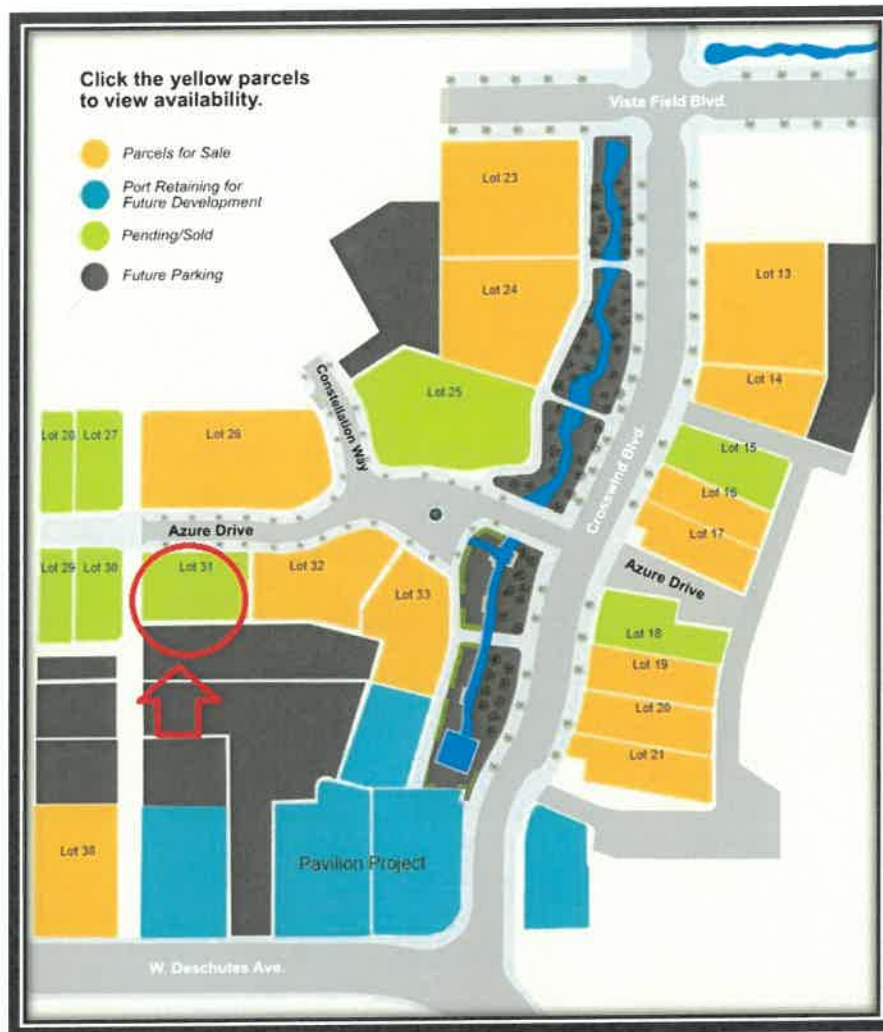 Click the yellow parcels
to view availability.
Parcels for Sale
Port Retaining for
Future Development
Pending/Sold
Future Parking
Vista Field Blvd.
Lot 23
Lot 24
Lot 13
Lot 14
Constellation Way
Lot 25
Lot 28
Lot 27
Lot 26
Crosswind Blvd.
Lot 15
Lot 16
Lot 17
Azure Drive
Azure Drive
Lot 29
Lot 30
Lot 31
Lot 32
Lot 33
Lot 18
Lot 19
Lot 20
Lot 21
Lot 38
Pavilion Project
W. Deschutes Ave.